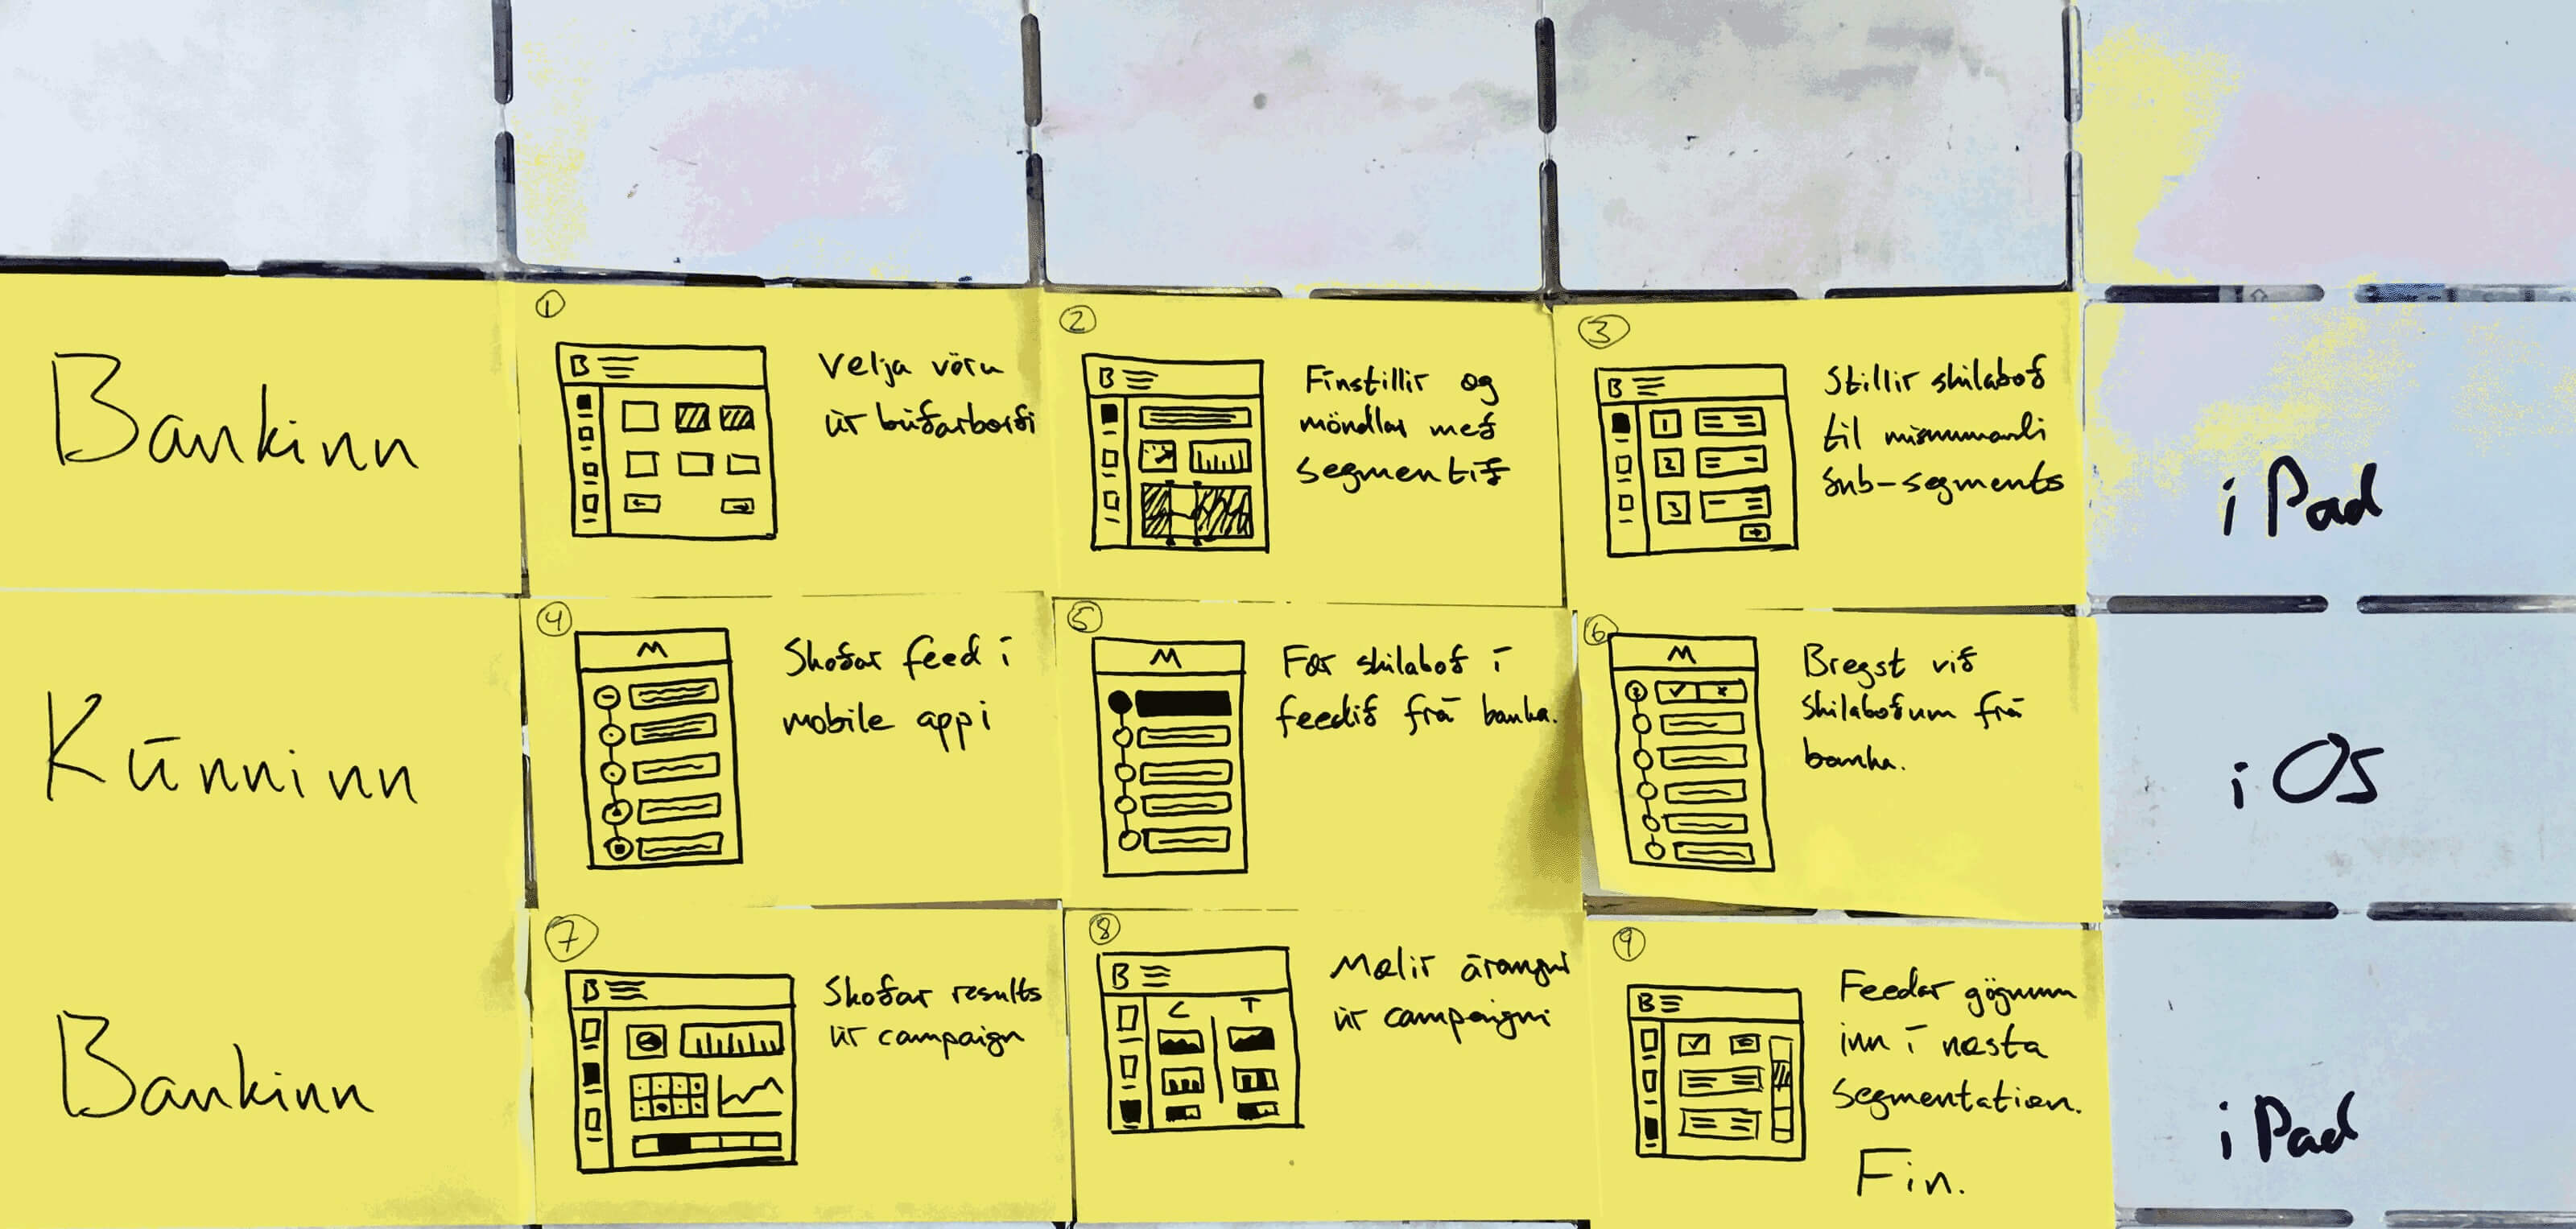 Bankinn
①
B
Velja vöru
úr búðarborði
②
B
Finstillir og
möndlar með
segmentið
③
B
1
2
3
Stillir skilaboð
til mismunandi
sub-segments
iPad
Kúnninn
④
M
Skoðar feed í
mobile appi
⑤
M
Fær skilaboð í
feedið frá banka.
⑥
M
Bregst við
skilaboðum frá
banka.
iOS
Bankinn
⑦
B
Skoðar results
úr campaign
⑧
B
C T
Mælir árangur
úr campaigni
⑨
B
Feedar gögnum
inn í næsta
segmentation.
Fin.
iPad